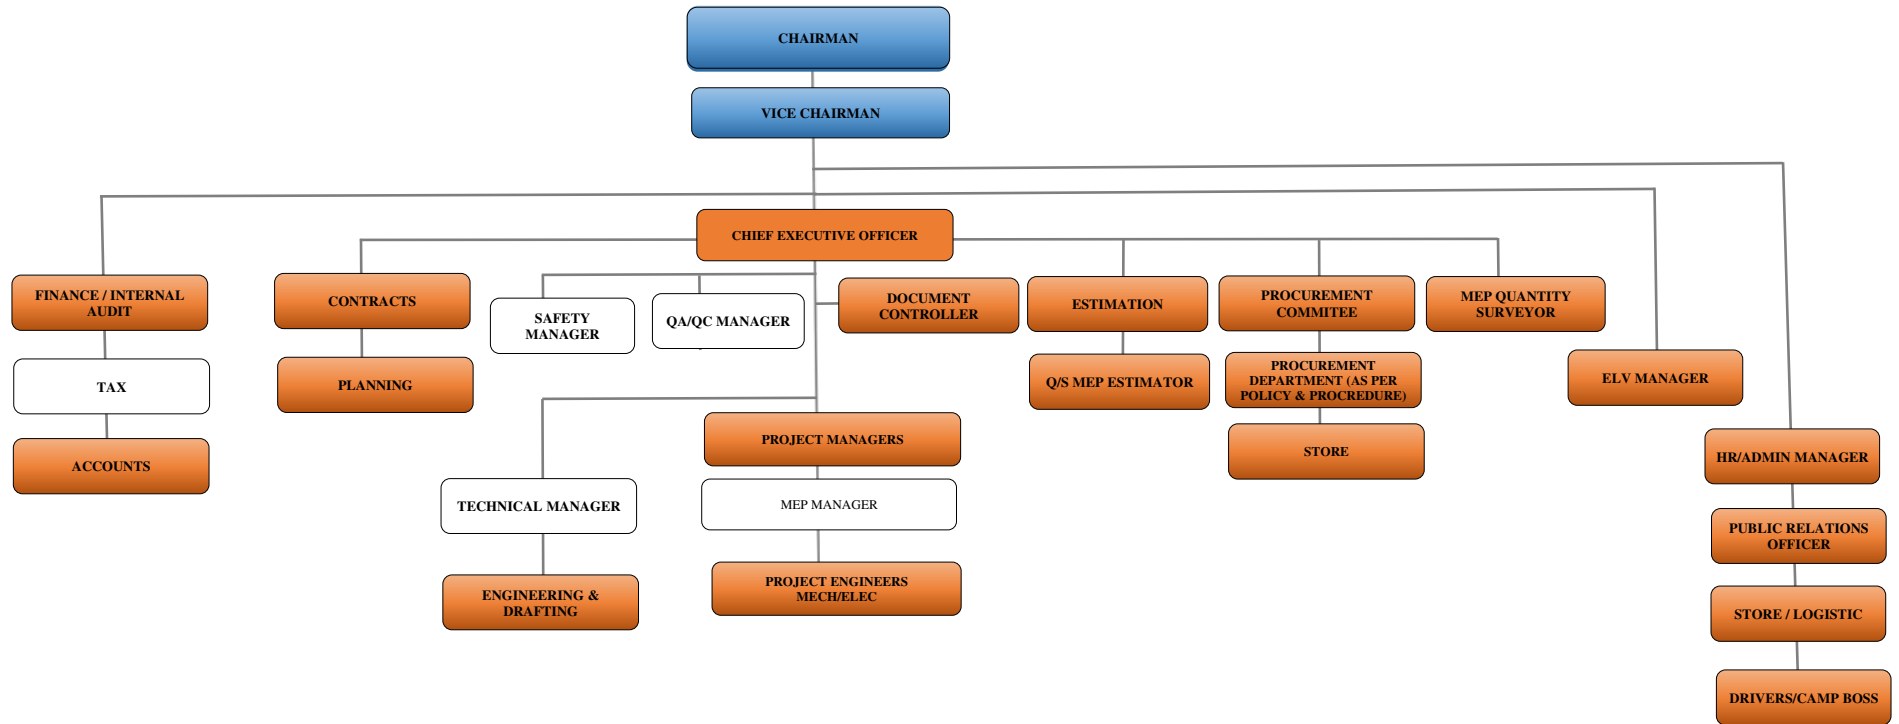 CHAIRMAN
VICE CHAIRMAN
CHIEF EXECUTIVE OFFICER
FINANCE / INTERNAL
AUDIT
TAX
ACCOUNTS
CONTRACTS
PLANNING
SAFETY
MANAGER
QA/QC MANAGER
DOCUMENT
CONTROLLER
ESTIMATION
Q/S MEP ESTIMATOR
PROCUREMENT
COMMITEE
PROCUREMENT
DEPARTMENT (AS PER
POLICY & PROCREDURE)
STORE
MEP QUANTITY
SURVEYOR
ELV MANAGER
TECHNICAL MANAGER
ENGINEERING &
DRAFTING
PROJECT MANAGERS
MEP MANAGER
PROJECT ENGINEERS
MECH/ELEC
HR/ADMIN MANAGER
PUBLIC RELATIONS
OFFICER
STORE / LOGISTIC
DRIVERS/CAMP BOSS